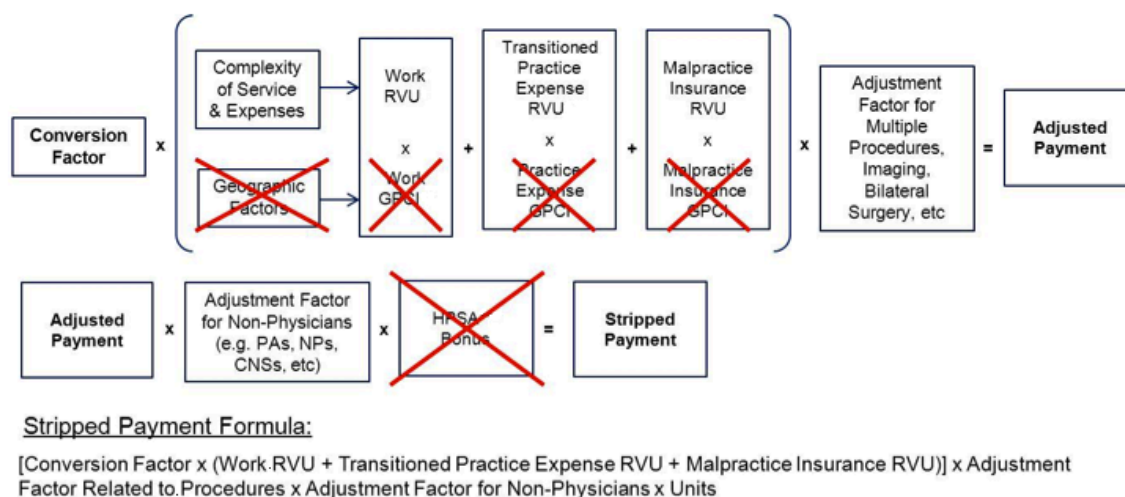 Complexity
of Service
& Expenses
Geographic
Factors
Conversion
Factor
x
Work
RVU
x
Work
GPCI
+
Transitioned
Practice
Expense
RVU
x
Practice
Expense
GPCI
+
Malpractice
Insurance
RVU
x
Malpractice
Insurance
GPCI
x
Adjustment
Factor for
Multiple
Procedures,
Imaging,
Bilateral
Surgery, etc
=
Adjusted
Payment
Adjusted
Payment
x
Adjustment Factor
for Non-Physicians
(e.g. PAs, NPs,
CNSs, etc)
x
HPSA
Bonus
=
Stripped
Payment
Stripped Payment Formula:
[Conversion Factor x (Work RVU + Transitioned Practice Expense RVU + Malpractice Insurance RVU)] x Adjustment
Factor Related to Procedures x Adjustment Factor for Non-Physicians x Units